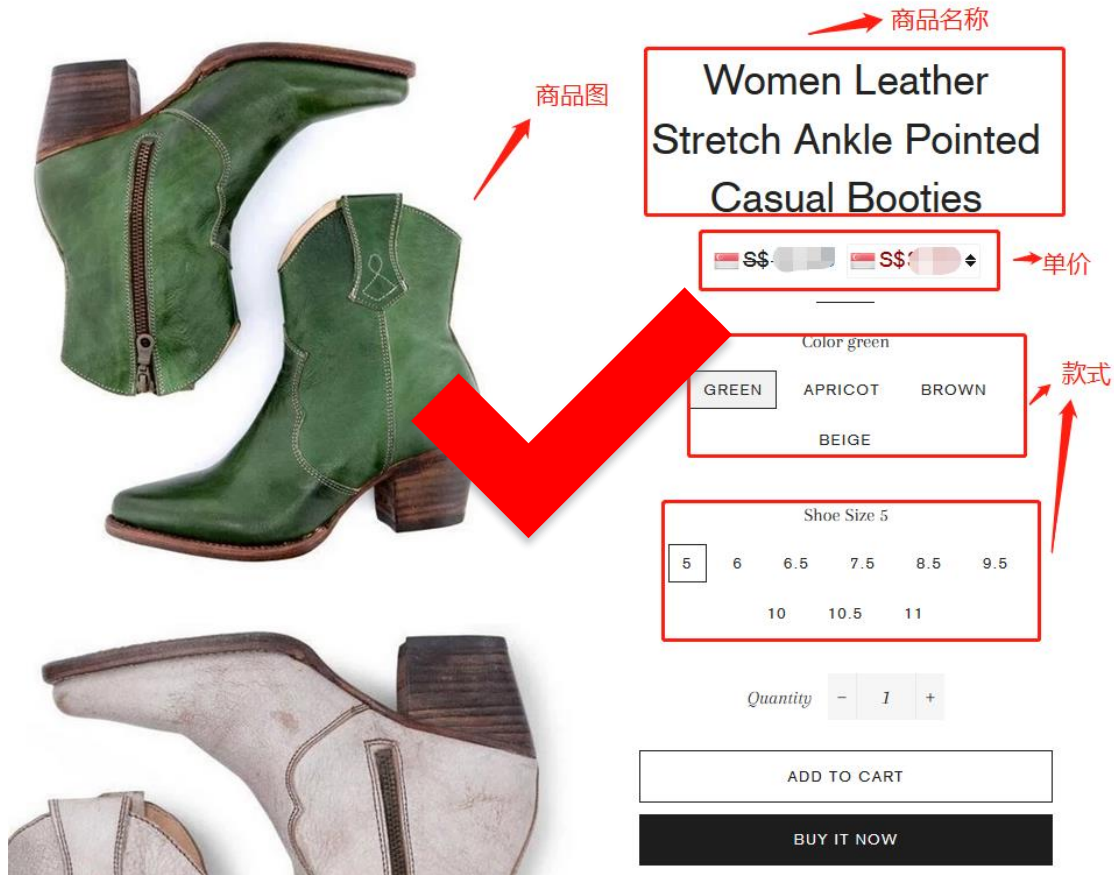 商品名称
商品图
Women Leather
Stretch Ankle Pointed
Casual Booties
S$ S$
单价
Color green
GREEN APRICOT BROWN
BEIGE
款式
Shoe Size 5
5 6 6.5 7.5 8.5 9.5
10 10.5 11
Quantity − 1 +
ADD TO CART
BUY IT NOW